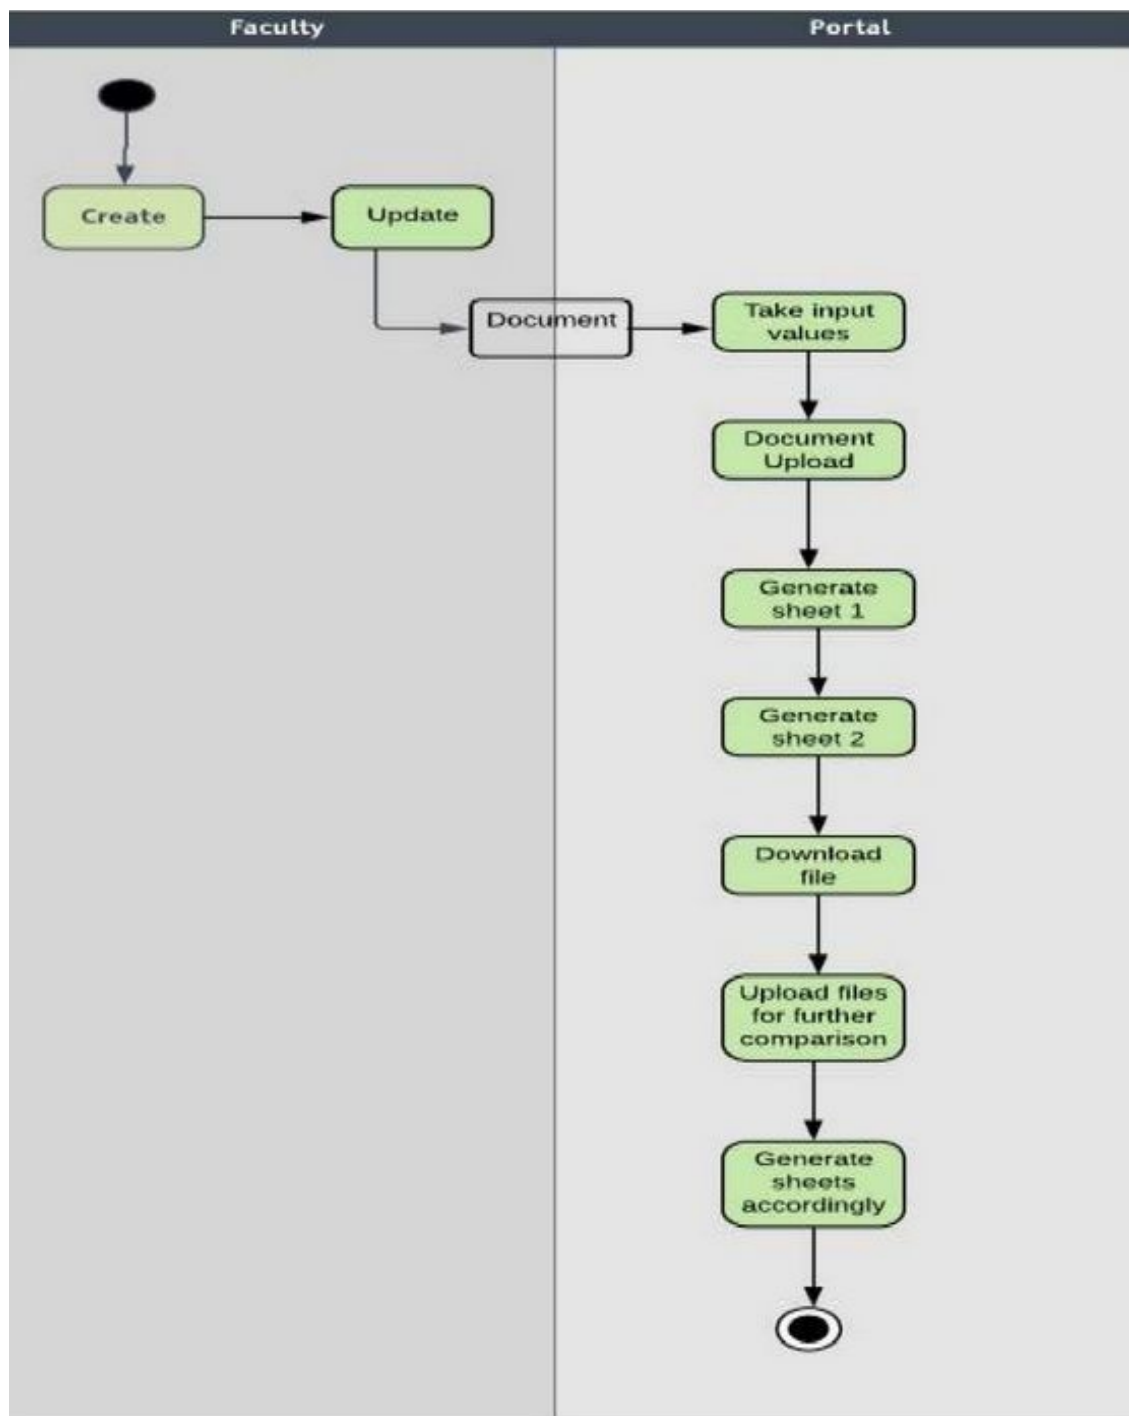 Faculty
Portal
Create
Update
Document
Take input
values
Document
Upload
Generate
sheet 1
Generate
sheet 2
Download
file
Upload files
for further
comparison
Generate
sheets
accordingly